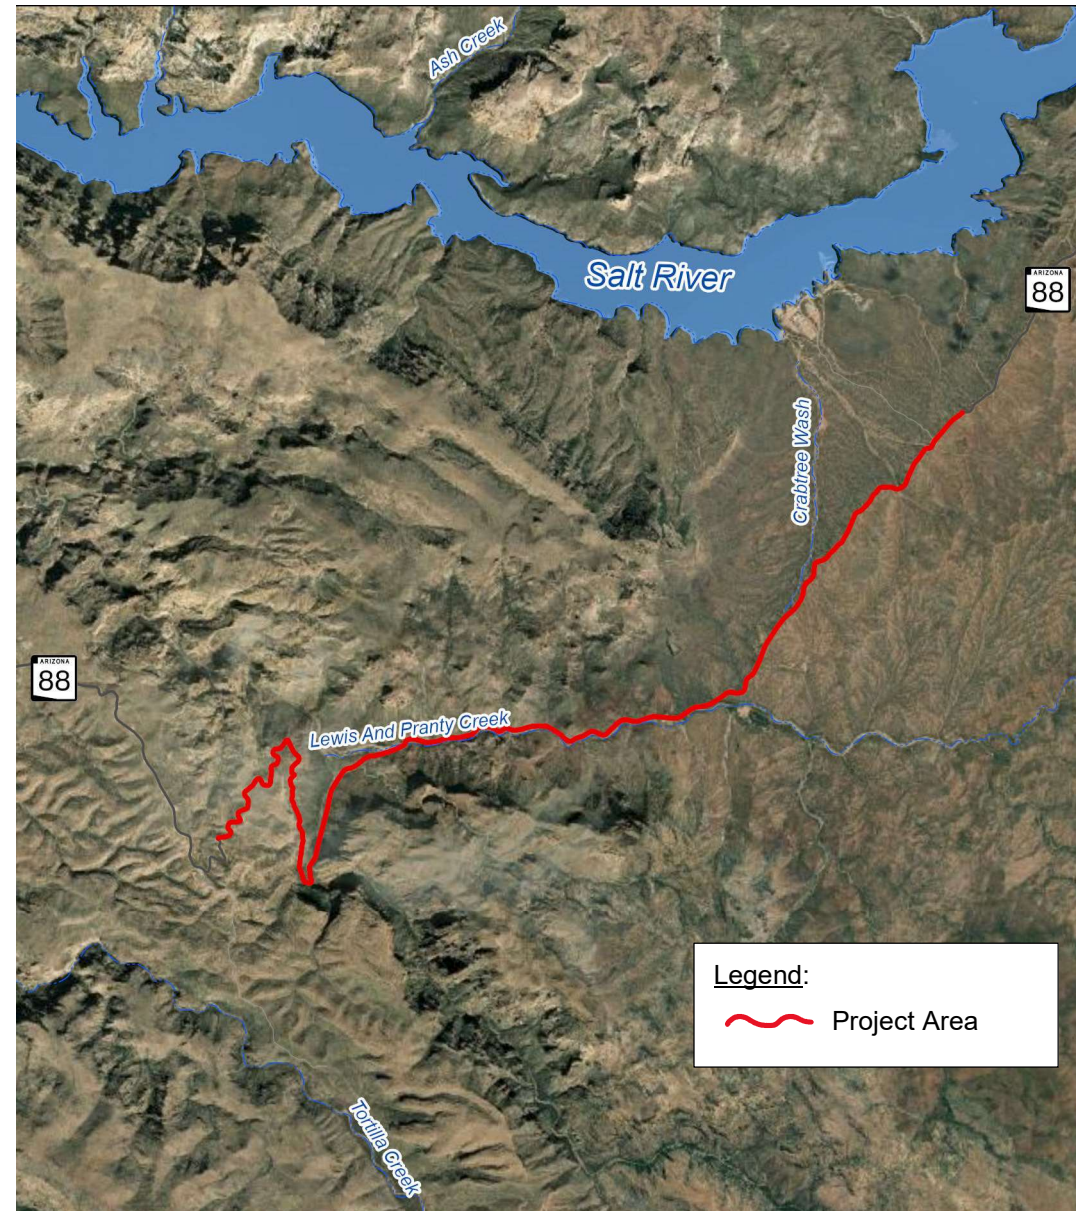 Ash Creek
Salt River
ARIZONA
88
Crabtree Wash
ARIZONA
88
Lewis And Pranty Creek
Legend:
Project Area
Tortilla Creek